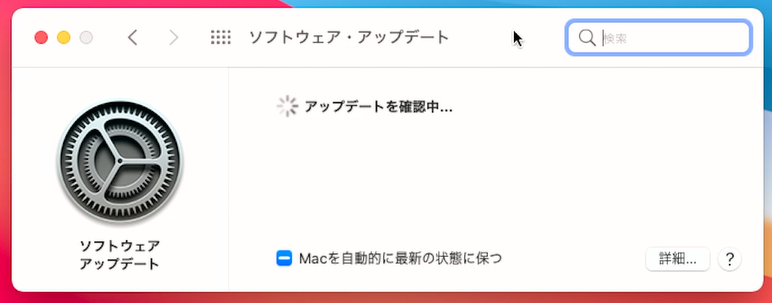 ソフトウェア・アップデート
検索
アップデートを確認中...
ソフトウェア
アップデート
Macを自動的に最新の状態に保つ
詳細...
?